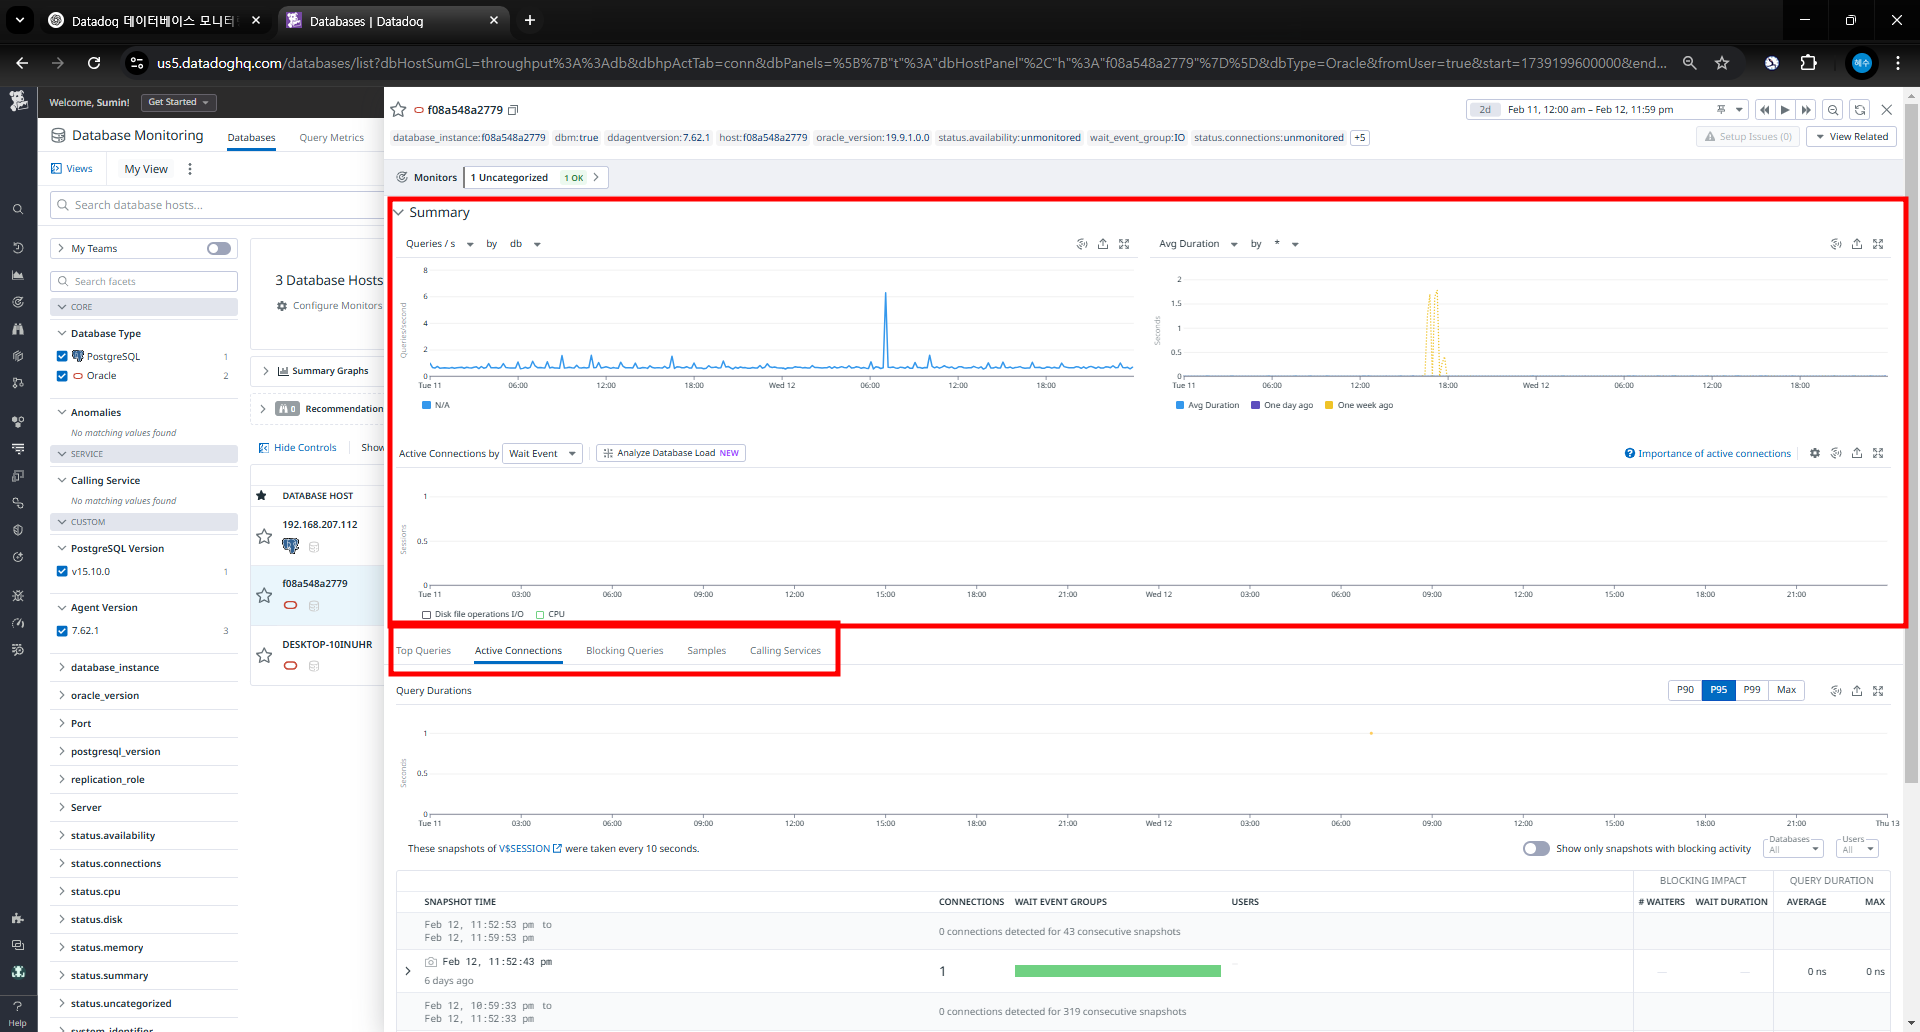 Datadog 데이터베이스 모니터링
Databases | Datadog
us5.datadoghq.com/databases/list?dbHostSumGL=throughput%3A%3Adb&dbhpActTab=conn&dbPanels=%5B%7B"t"%3A"dbHostPanel"%2C"h"%3A"f08a548a2779"%7D%5D&dbType=Oracle&fromUser=true&start=1739199600000&end...
혜수
Welcome, Sumin!
Get Started
Database Monitoring
Databases
Query Metrics
Views
My View
Search database hosts...
My Teams
Search facets
CORE
Database Type
PostgreSQL 1
Oracle 2
Anomalies
No matching values found
SERVICE
Calling Service
No matching values found
CUSTOM
PostgreSQL Version
v15.10.0 1
Agent Version
7.62.1 3
database_instance
oracle_version
Port
postgresql_version
replication_role
Server
status.availability
status.connections
status.cpu
status.disk
status.memory
status.summary
status.uncategorized
system_identifier
Help
3 Database Hosts
Configure Monitors
Summary Graphs
0 Recommendation
Hide Controls
Show
DATABASE HOST
192.168.207.112
f08a548a2779
DESKTOP-10INUHR
f08a548a2779
2d Feb 11, 12:00 am – Feb 12, 11:59 pm
database_instance:f08a548a2779 dbm:true ddagentversion:7.62.1 host:f08a548a2779 oracle_version:19.9.1.0.0 status.availability:unmonitored wait_event_group:IO status.connections:unmonitored +5
Setup Issues (0)
View Related
Monitors
1 Uncategorized
1 OK
Summary
Queries / s by db
Queries/second
8
6
4
2
0
Tue 11 06:00 12:00 18:00 Wed 12 06:00 12:00 18:00
N/A
Avg Duration by *
Seconds
2
1.5
1
0.5
0
Tue 11 06:00 12:00 18:00 Wed 12 06:00 12:00 18:00
Avg Duration One day ago One week ago
Active Connections by Wait Event
Analyze Database Load NEW
Importance of active connections
Sessions
1
0.5
0
Tue 11 03:00 06:00 09:00 12:00 15:00 18:00 21:00 Wed 12 03:00 06:00 09:00 12:00 15:00 18:00 21:00
Disk file operations I/O CPU
Top Queries Active Connections Blocking Queries Samples Calling Services
Query Durations
P90 P95 P99 Max
Seconds
1
0.5
0
Tue 11 03:00 06:00 09:00 12:00 15:00 18:00 21:00 Wed 12 03:00 06:00 09:00 12:00 15:00 18:00 21:00 Thu 13
These snapshots of V$SESSION were taken every 10 seconds.
Show only snapshots with blocking activity
Databases
All
Users
All
BLOCKING IMPACT QUERY DURATION
SNAPSHOT TIME CONNECTIONS WAIT EVENT GROUPS USERS # WAITERS WAIT DURATION AVERAGE MAX
Feb 12, 11:52:53 pm to
Feb 12, 11:59:53 pm
0 connections detected for 43 consecutive snapshots
Feb 12, 11:52:43 pm
6 days ago
1
— — — 0 ns 0 ns
Feb 12, 10:59:33 pm to
Feb 12, 11:52:33 pm
0 connections detected for 319 consecutive snapshots